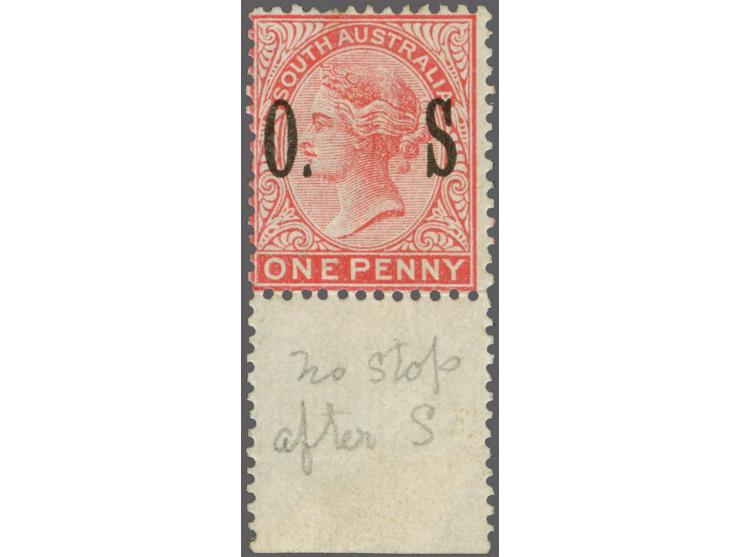 SOUTH AUSTRALIA
O. S
ONE PENNY
no stop
after S